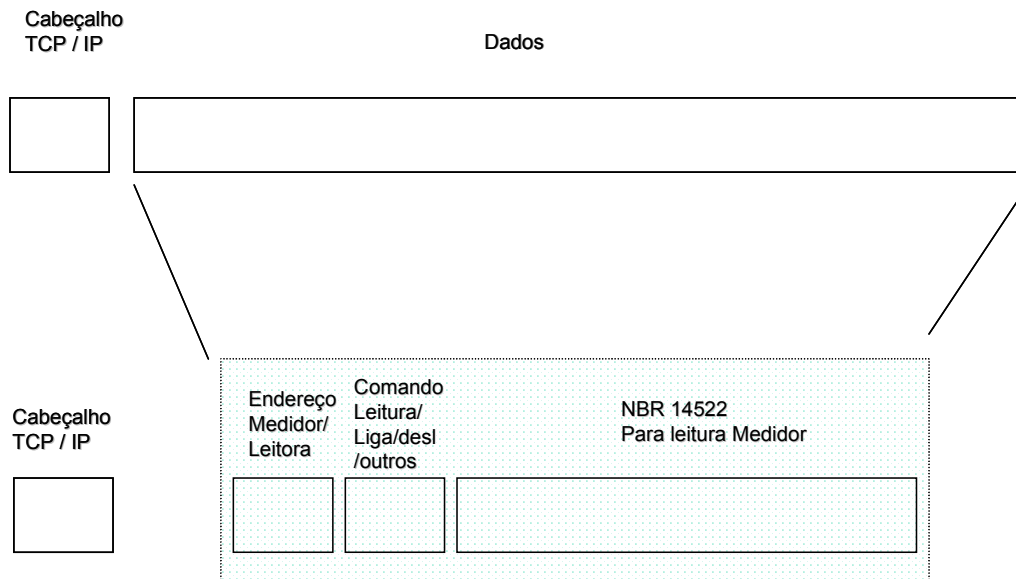 Cabeçalho
TCP / IP
Dados
Endereço
Medidor/
Leitora
Comando
Leitura/
Liga/desl
/outros
NBR 14522
Para leitura Medidor
Cabeçalho
TCP / IP